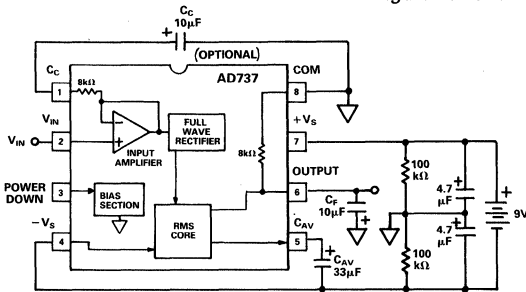 CC
10µF
+
(OPTIONAL)
AD737
CC
1
8kΩ
INPUT
AMPLIFIER
FULL
WAVE
RECTIFIER
COM
8
VIN
VIN
2
−
+
+VS
7
8kΩ
100
kΩ
4.7
µF
+
9V
POWER
DOWN
3
BIAS
SECTION
OUTPUT
6
CF
10µF
+
4.7
µF
−VS
4
RMS
CORE
CAV
5
CAV
33µF
+
100
kΩ